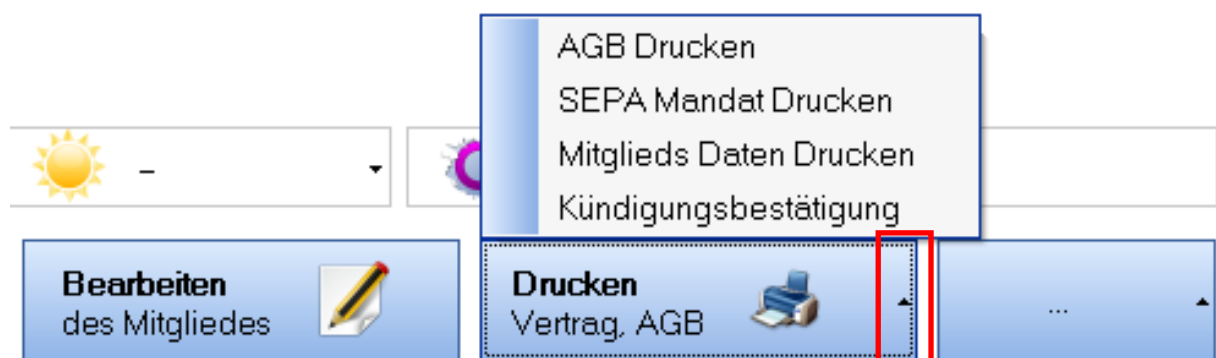 AGB Drucken
SEPA Mandat Drucken
Mitglieds Daten Drucken
Kündigungsbestätigung
–
Bearbeiten
des Mitgliedes
Drucken
Vertrag, AGB
...